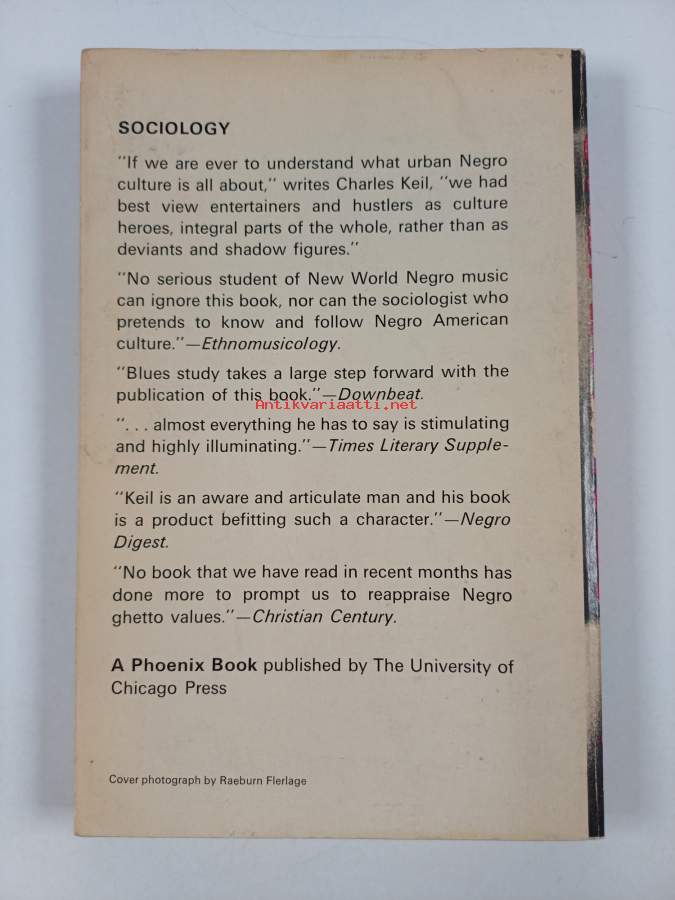 SOCIOLOGY
"If we are ever to understand what urban Negro
culture is all about," writes Charles Keil, "we had
best view entertainers and hustlers as culture
heroes, integral parts of the whole, rather than as
deviants and shadow figures."
"No serious student of New World Negro music
can ignore this book, nor can the sociologist who
pretends to know and follow Negro American
culture."—Ethnomusicology.
"Blues study takes a large step forward with the
publication of this book."—Downbeat.
Antikvariaatti.net
". . . almost everything he has to say is stimulating
and highly illuminating."—Times Literary Supple-
ment.
"Keil is an aware and articulate man and his book
is a product befitting such a character."—Negro
Digest.
"No book that we have read in recent months has
done more to prompt us to reappraise Negro
ghetto values."—Christian Century.
A Phoenix Book published by The University of
Chicago Press
Cover photograph by Raeburn Flerlage